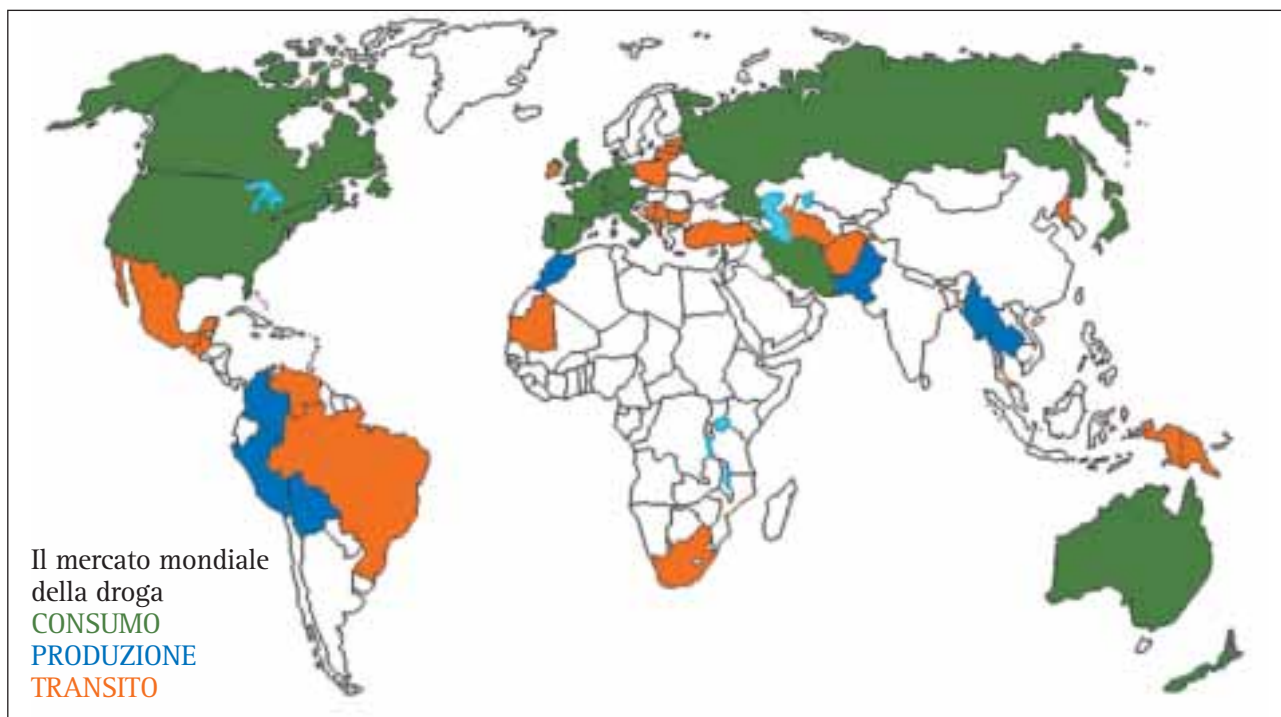 Il mercato mondiale
della droga
CONSUMO
PRODUZIONE
TRANSITO